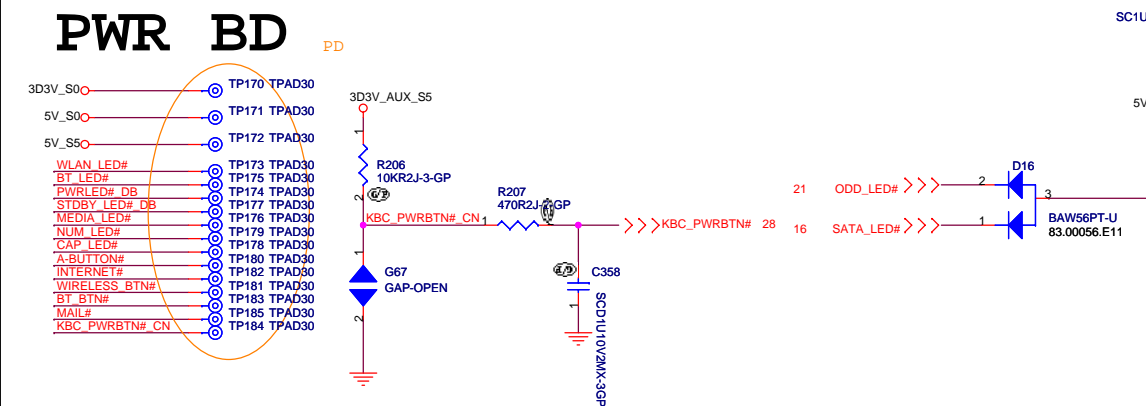 PWR BD
PD
SC1U
3D3V_S0 TP170 TPAD30
5V_S0 TP171 TPAD30
5V_S5 TP172 TPAD30
WLAN_LED# TP173 TPAD30
BT_LED# TP175 TPAD30
PWRLED#_DB TP174 TPAD30
STDBY_LED#_DB TP177 TPAD30
MEDIA_LED# TP176 TPAD30
NUM_LED# TP179 TPAD30
CAP_LED# TP178 TPAD30
A-BUTTON# TP180 TPAD30
INTERNET# TP182 TPAD30
WIRELESS_BTN# TP181 TPAD30
BT_BTN# TP183 TPAD30
MAIL# TP185 TPAD30
KBC_PWRBTN#_CN TP184 TPAD30
3D3V_AUX_S5
1
R206
10KR2J-3-GP
2
G/P
KBC_PWRBTN#_CN
1
R207
470R2J-
GP
KBC_PWRBTN# 28
1
G67
GAP-OPEN
2
G/P
C358
1
SCD1U10V2MX-3GP
5V
21 ODD_LED#
16 SATA_LED#
2
1
D16
3
BAW56PT-U
83.00056.E11